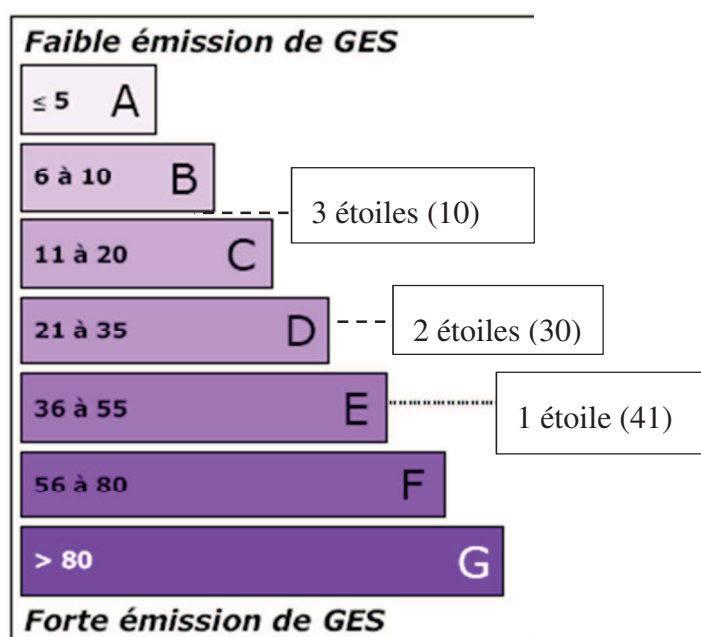 Faible émission de GES
≤ 5 A
6 à 10 B
3 étoiles (10)
11 à 20 C
21 à 35 D
2 étoiles (30)
36 à 55 E
1 étoile (41)
56 à 80 F
> 80 G
Forte émission de GES